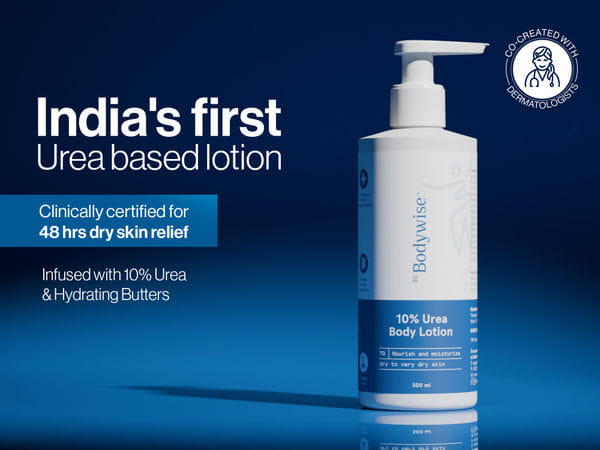 India's first
Urea based lotion
Clinically certified for
48 hrs dry skin relief
Infused with 10% Urea
& Hydrating Butters
CO-CREATED WITH
DERMATOLOGISTS
BE Bodywise™
10% Urea
Body Lotion
TO Nourish and moisturize
dry to very dry skin
300 ml